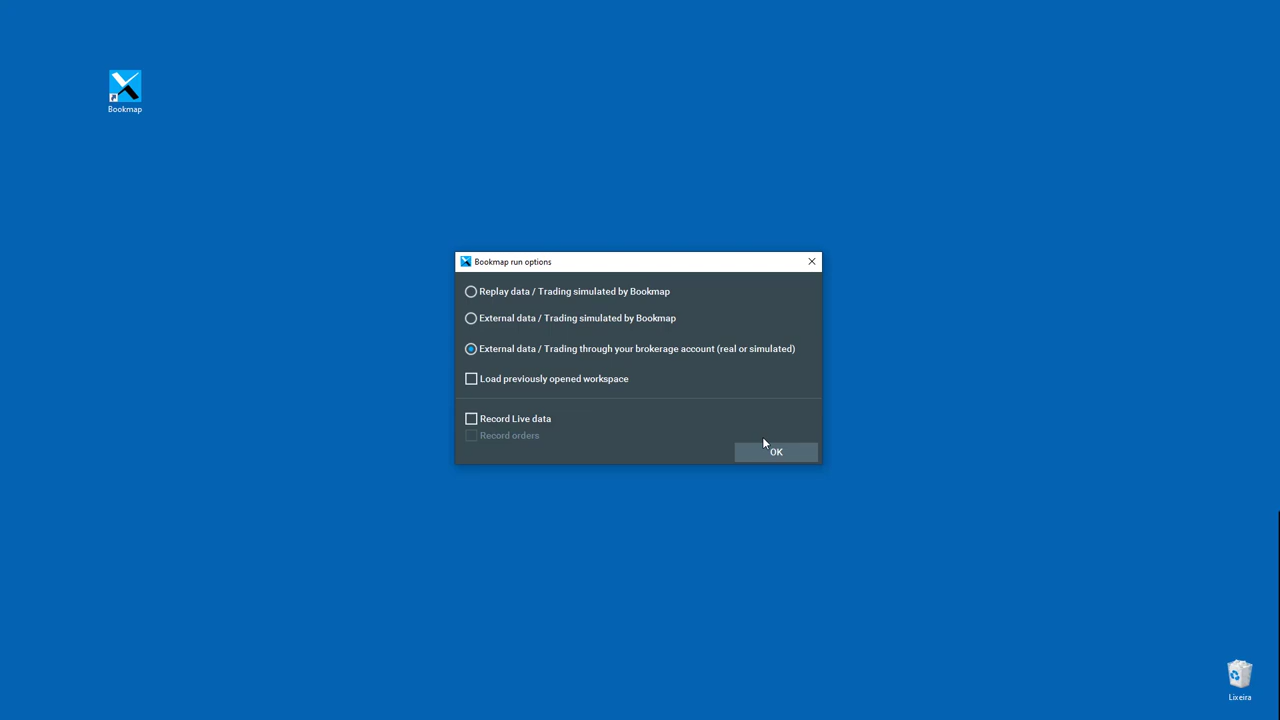 Bookmap
Bookmap run options
Replay data / Trading simulated by Bookmap
External data / Trading simulated by Bookmap
External data / Trading through your brokerage account (real or simulated)
Load previously opened workspace
Record Live data
Record orders
OK
Lixeira